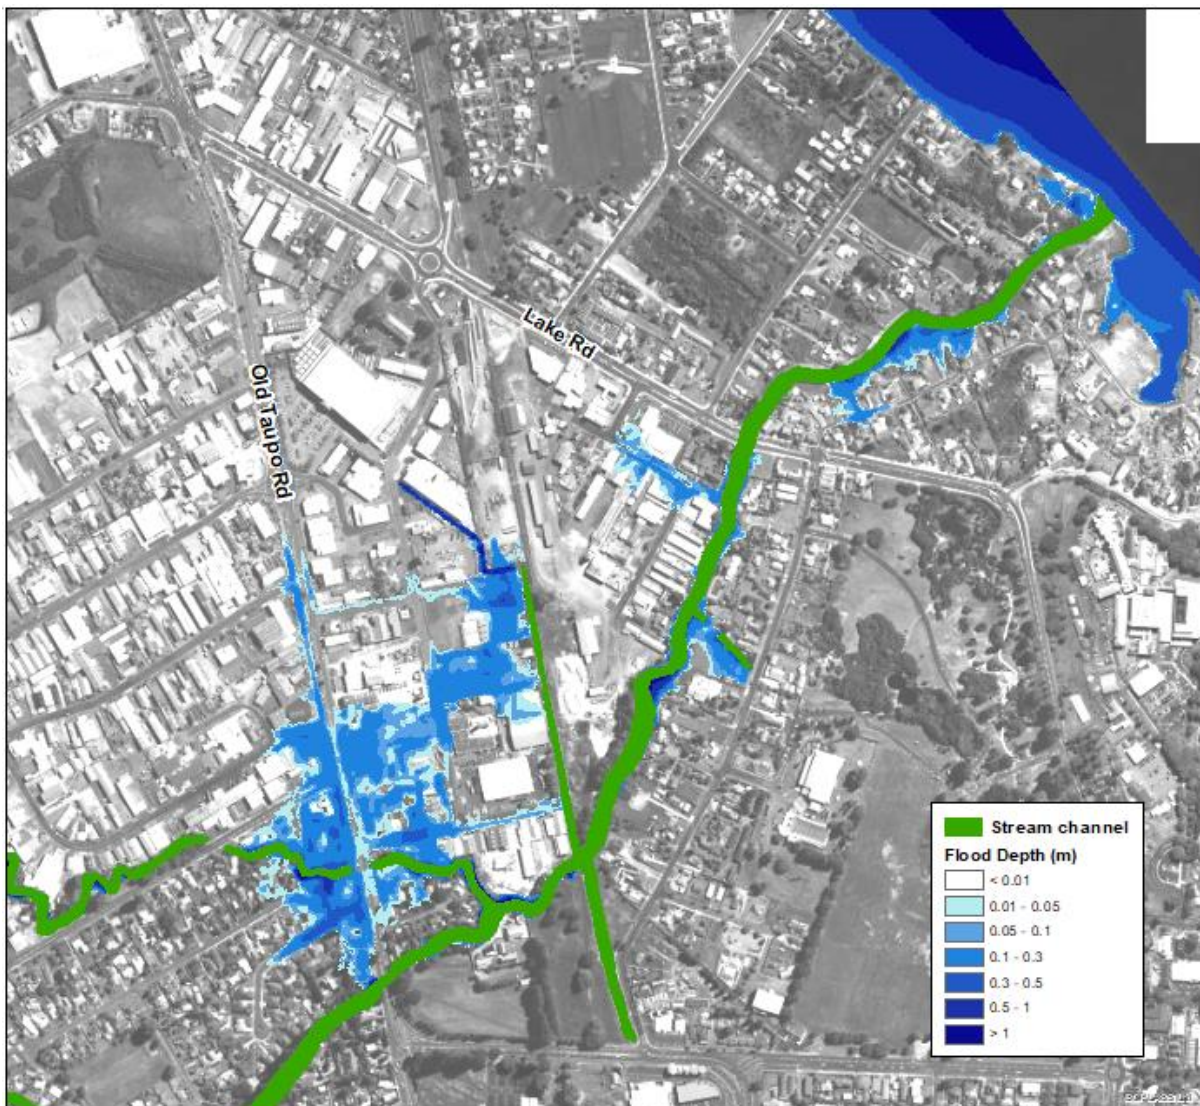 Lake Rd
Old Taupo Rd
Stream channel
Flood Depth (m)
< 0.01
0.01 - 0.05
0.05 - 0.1
0.1 - 0.3
0.3 - 0.5
0.5 - 1
> 1